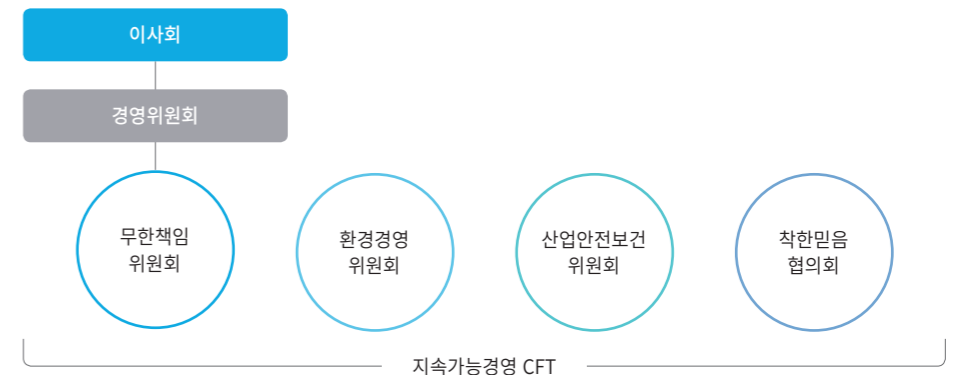 이사회
경영위원회
무한책임
위원회
환경경영
위원회
산업안전보건
위원회
착한믿음
협의회
지속가능경영 CFT